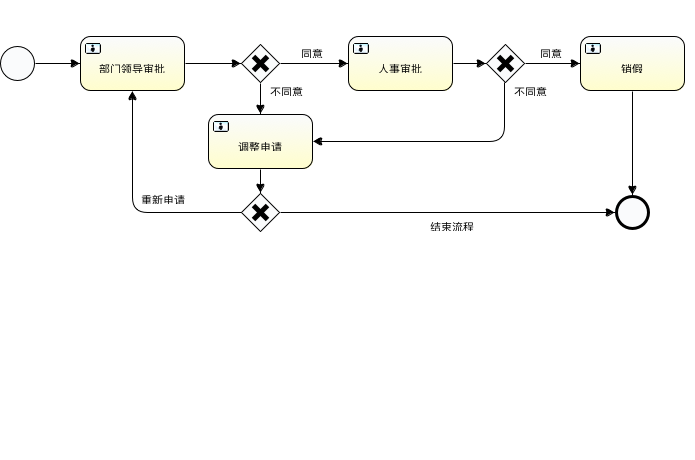 同意
同意
部门领导审批
人事审批
销假
不同意
不同意
调整申请
重新申请
结束流程